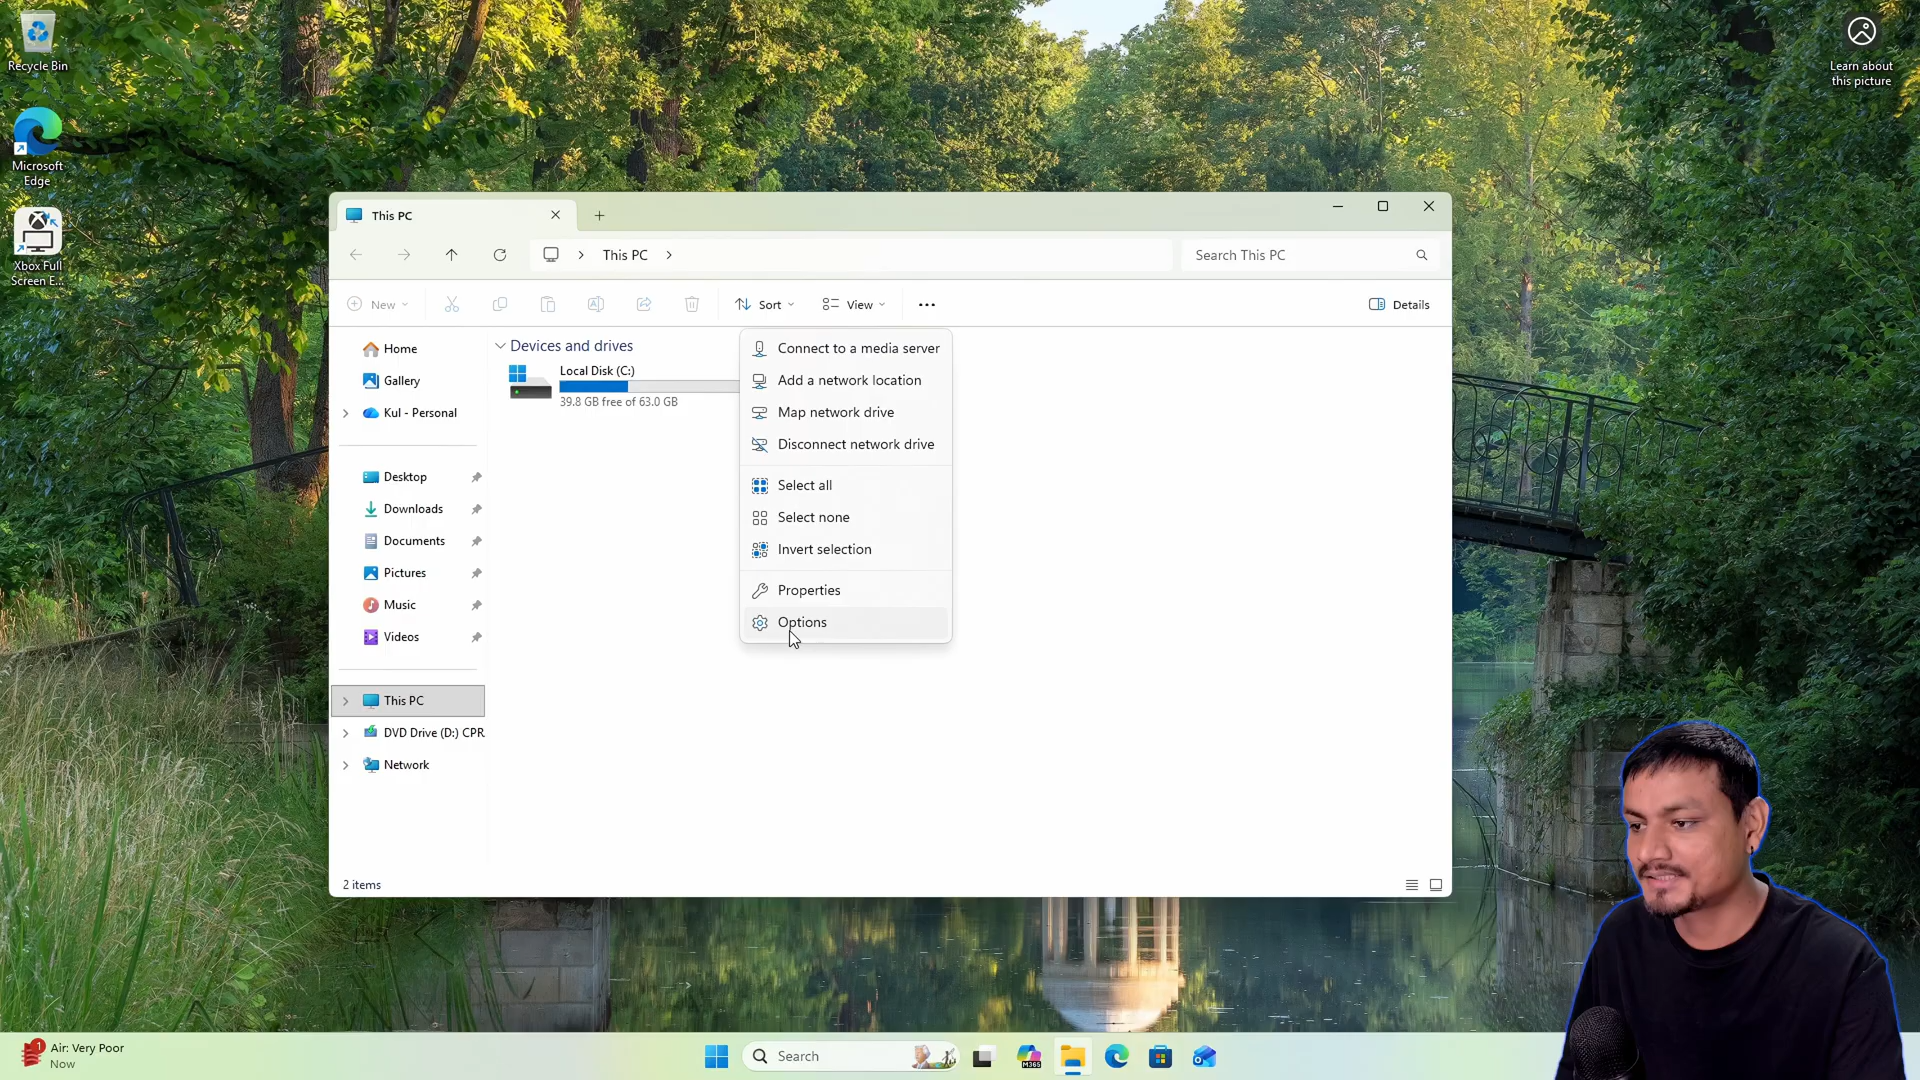 Recycle Bin
Microsoft
Edge
Xbox Full
Screen E...
Learn about
this picture
This PC
This PC
Search This PC
New
Sort
View
Details
Home
Gallery
Kul - Personal
Desktop
Downloads
Documents
Pictures
Music
Videos
This PC
DVD Drive (D:) CPR
Network
Devices and drives
Local Disk (C:)
39.8 GB free of 63.0 GB
Connect to a media server
Add a network location
Map network drive
Disconnect network drive
Select all
Select none
Invert selection
Properties
Options
2 items
1
Air: Very Poor
Now
Search
M365